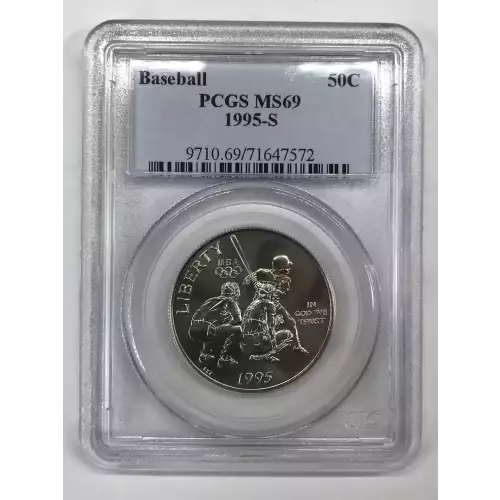 Baseball 50C
PCGS MS69
1995-S
9710.69/71647572
LIBERTY
USA
IN
GOD WE
TRUST
1995